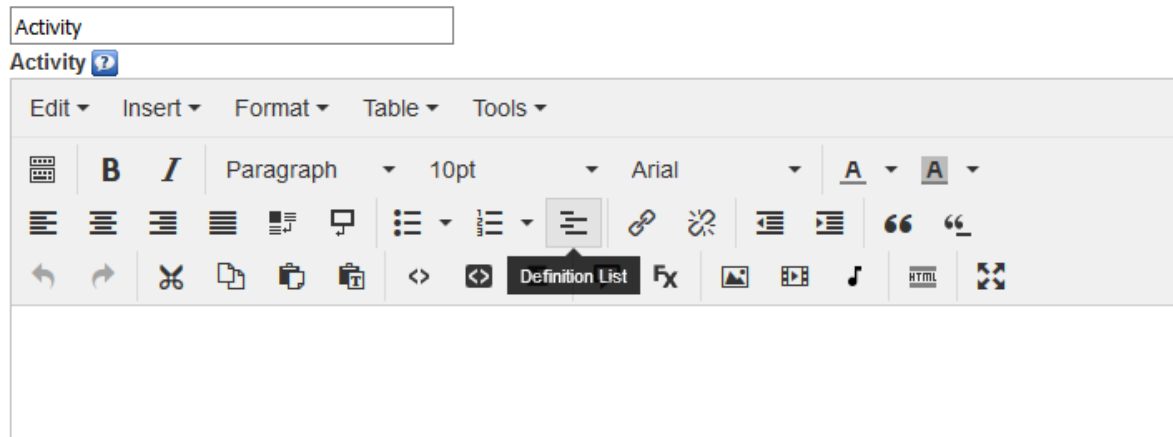 Activity
Activity
Edit Insert Format Table Tools
B I Paragraph 10pt Arial A A
Definition List Fx HTML